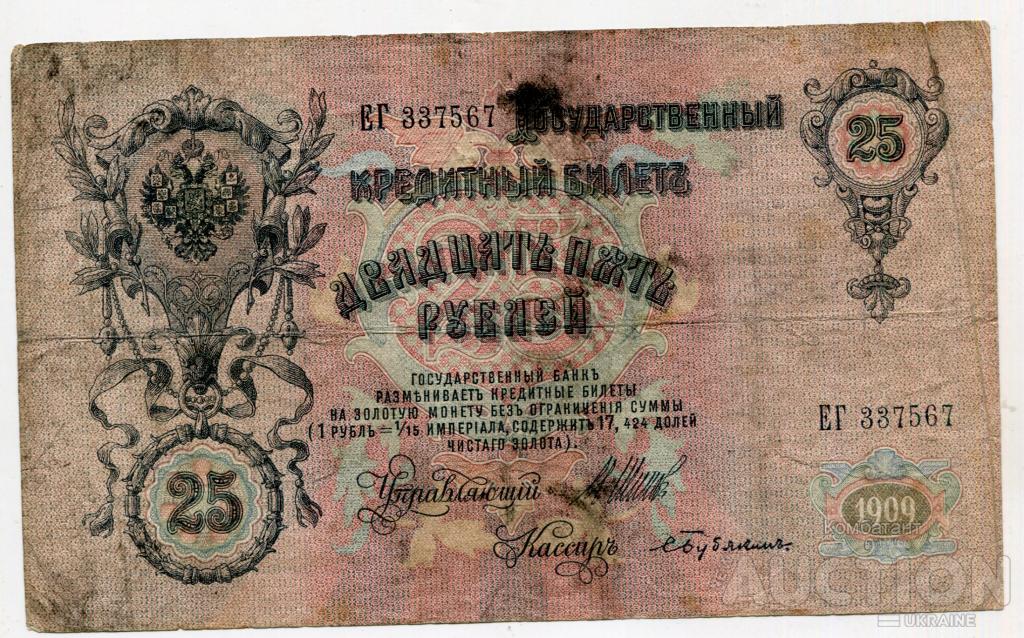 ЕГ 337567
ГОСУДАРСТВЕННЫЙ
КРЕДИТНЫЙ БИЛЕТЪ
ДВАДЦАТЬ ПЯТЬ
РУБЛЕЙ
25
ГОСУДАРСТВЕННЫЙ БАНКЪ
РАЗМѢНИВАЕТЪ КРЕДИТНЫЕ БИЛЕТЫ
НА ЗОЛОТУЮ МОНЕТУ БЕЗЪ ОГРАНИЧЕНІЯ СУММЫ
(1 РУБЛЬ = 1/15 ИМПЕРІАЛА, СОДЕРЖИТЪ 17, 424 ДОЛЕЙ
ЧИСТАГО ЗОЛОТА).
ЕГ 337567
Управляющій
25
1909
Комбатант
Кассиръ
AUCTION
UKRAINE